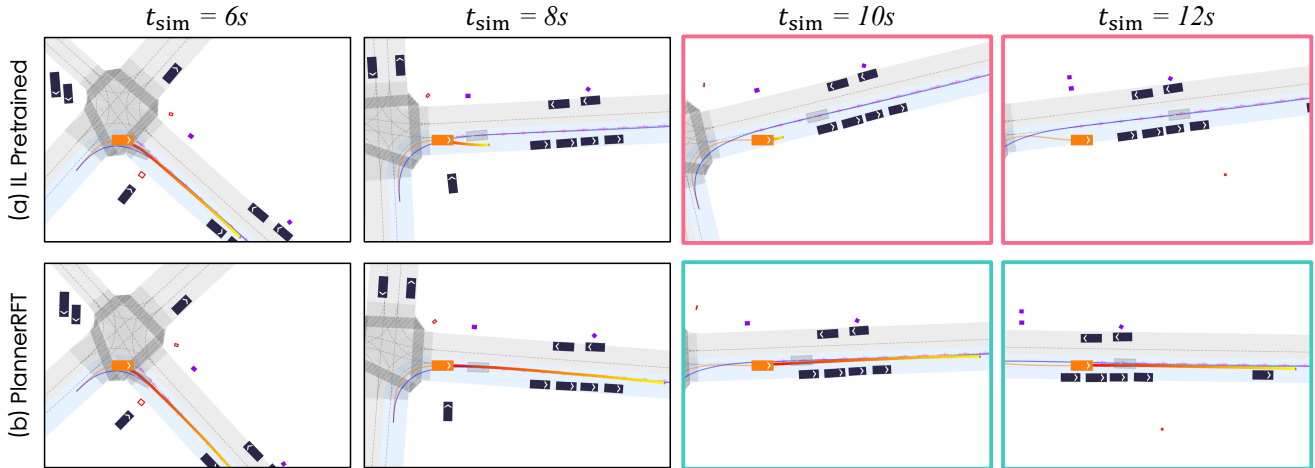 t_sim = 6s
t_sim = 8s
t_sim = 10s
t_sim = 12s
(a) IL Pretrained
(b) PlannerRFT